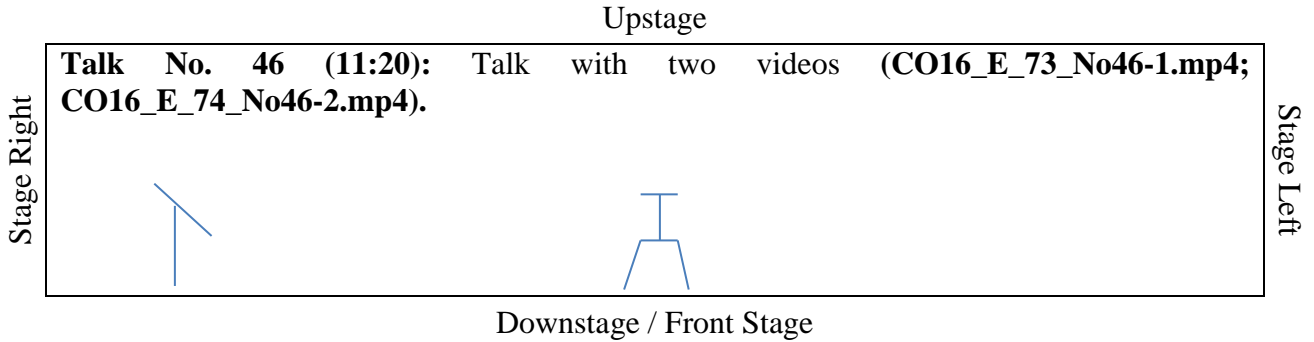 Upstage
Talk No. 46 (11:20): Talk with two videos (CO16_E_73_No46-1.mp4;
CO16_E_74_No46-2.mp4).
Stage Right
Stage Left
Downstage / Front Stage